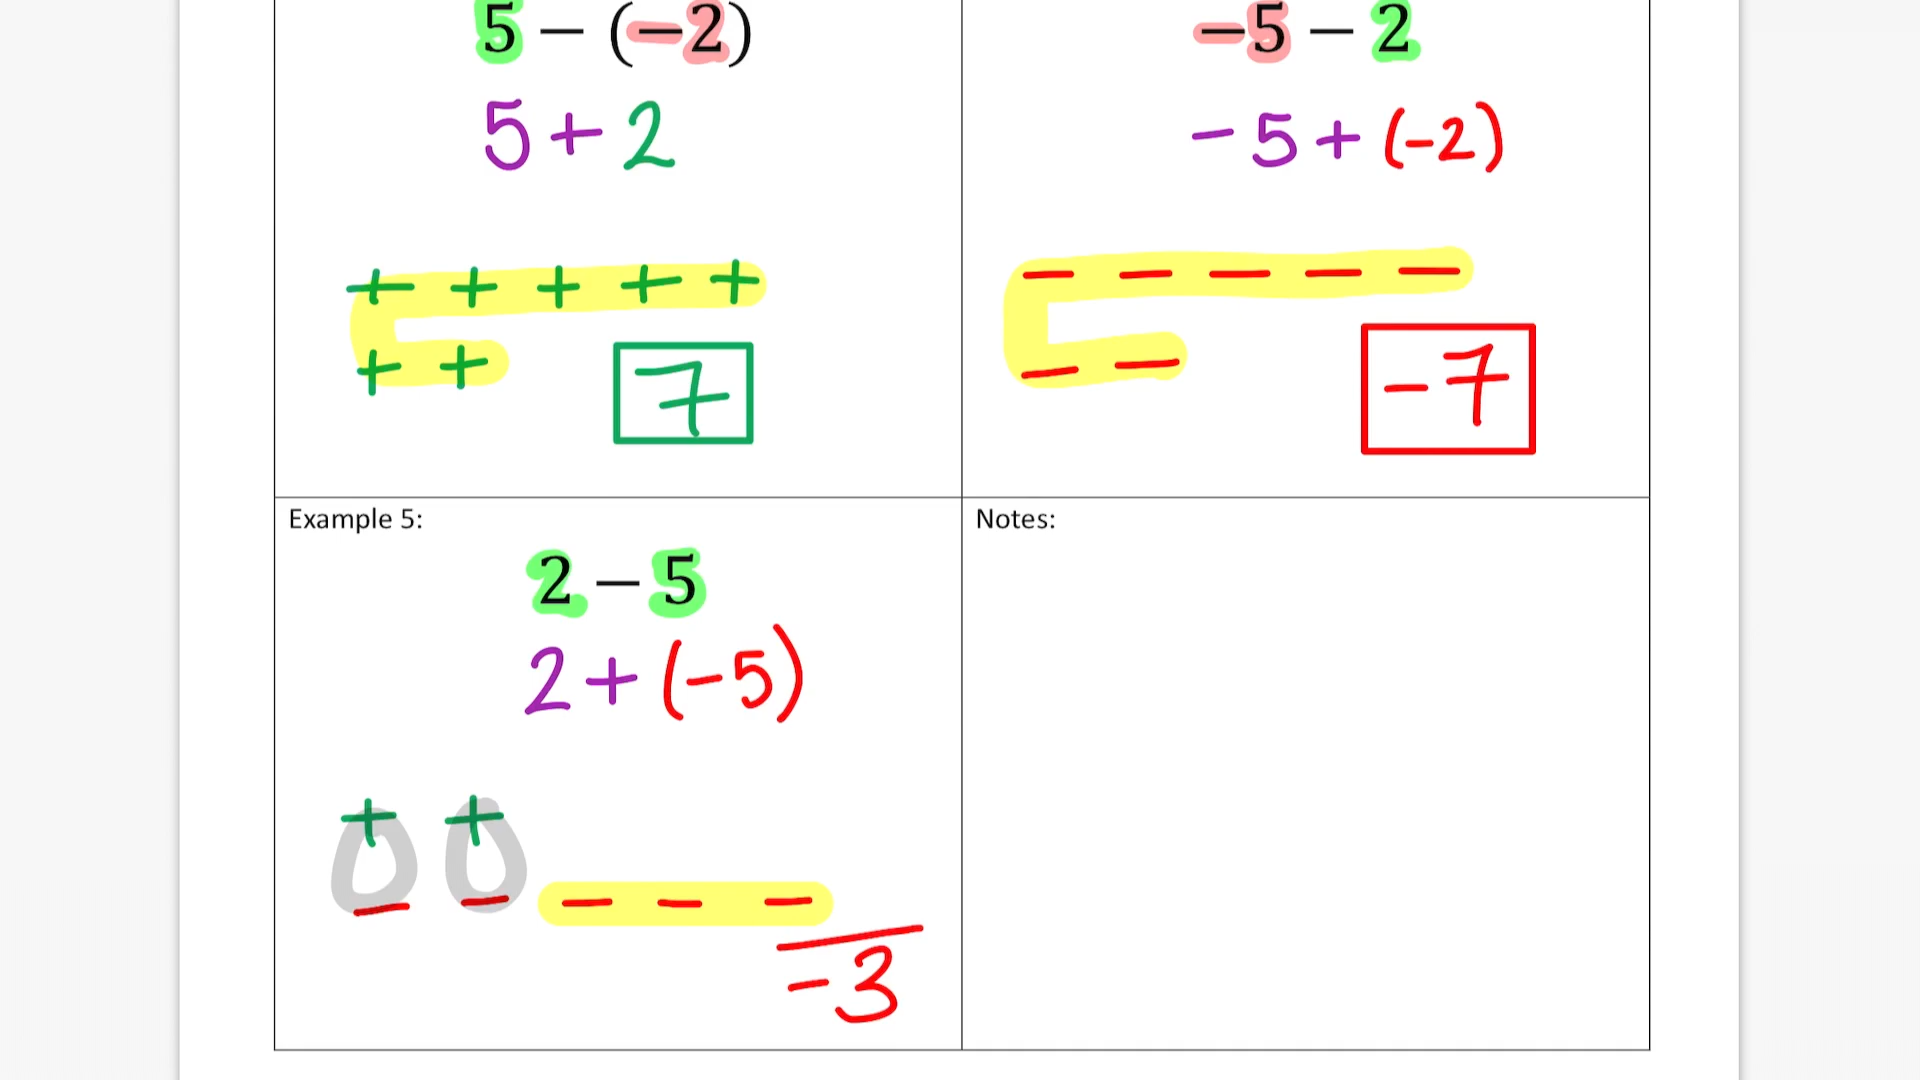 5 − (−2)
5 + 2
+ + + + +
+ +
7
−5 − 2
− 5 + (−2)
− − − − −
− −
−7
Example 5:
2 − 5
2 + (−5)
+ +
− − − − −
−3
Notes: